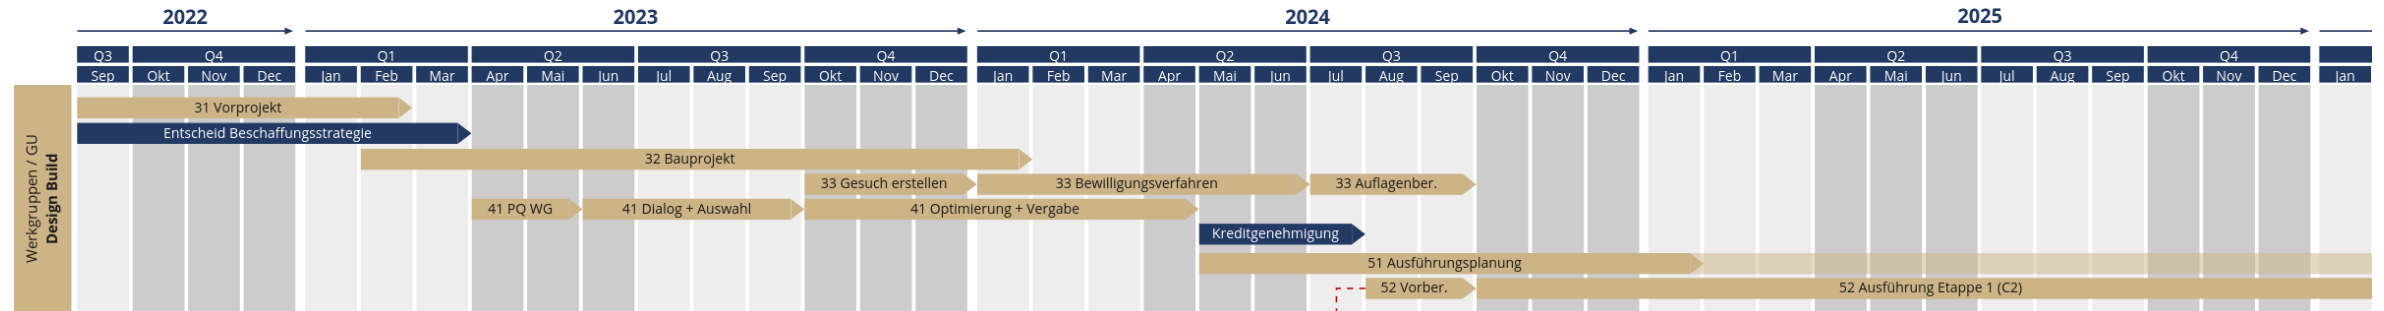 2022 2023 2024 2025
Q3 Q4 Q1 Q2 Q3 Q4 Q1 Q2 Q3 Q4 Q1 Q2 Q3 Q4
Sep Okt Nov Dec Jan Feb Mar Apr Mai Jun Jul Aug Sep Okt Nov Dec Jan Feb Mar Apr Mai Jun Jul Aug Sep Okt Nov Dec Jan Feb Mar Apr Mai Jun Jul Aug Sep Okt Nov Dec Jan
Werkgruppen / GU
Design Build
31 Vorprojekt
Entscheid Beschaffungsstrategie
32 Bauprojekt
33 Gesuch erstellen 33 Bewilligungsverfahren 33 Auflagenber.
41 PQ WG 41 Dialog + Auswahl 41 Optimierung + Vergabe
Kreditgenehmigung
51 Ausführungsplanung
52 Vorber. 52 Ausführung Etappe 1 (C2)